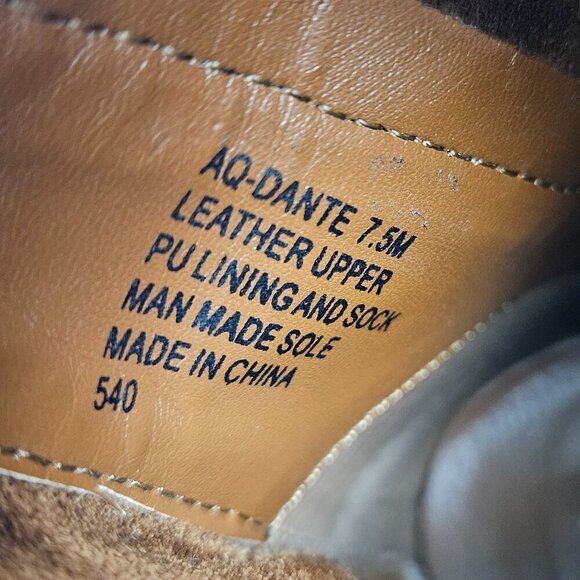 AQ-DANTE 7.5M
LEATHER UPPER
PU LINING AND SOCK
MAN MADE SOLE
MADE IN CHINA
540